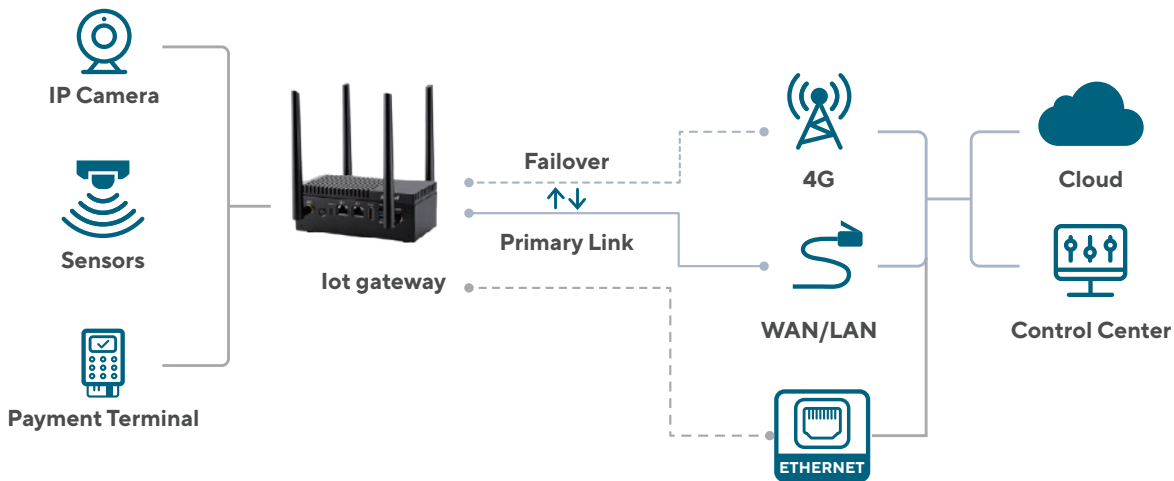 IP Camera
Sensors
Payment Terminal
Iot gateway
Failover
Primary Link
4G
WAN/LAN
ETHERNET
Cloud
Control Center